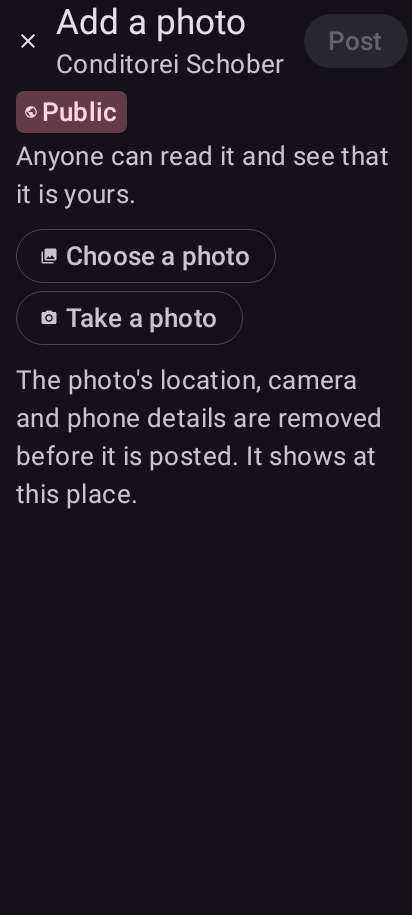 Add a photo
Conditorei Schober
Post
Public
Anyone can read it and see that
it is yours.
Choose a photo
Take a photo
The photo's location, camera
and phone details are removed
before it is posted. It shows at
this place.